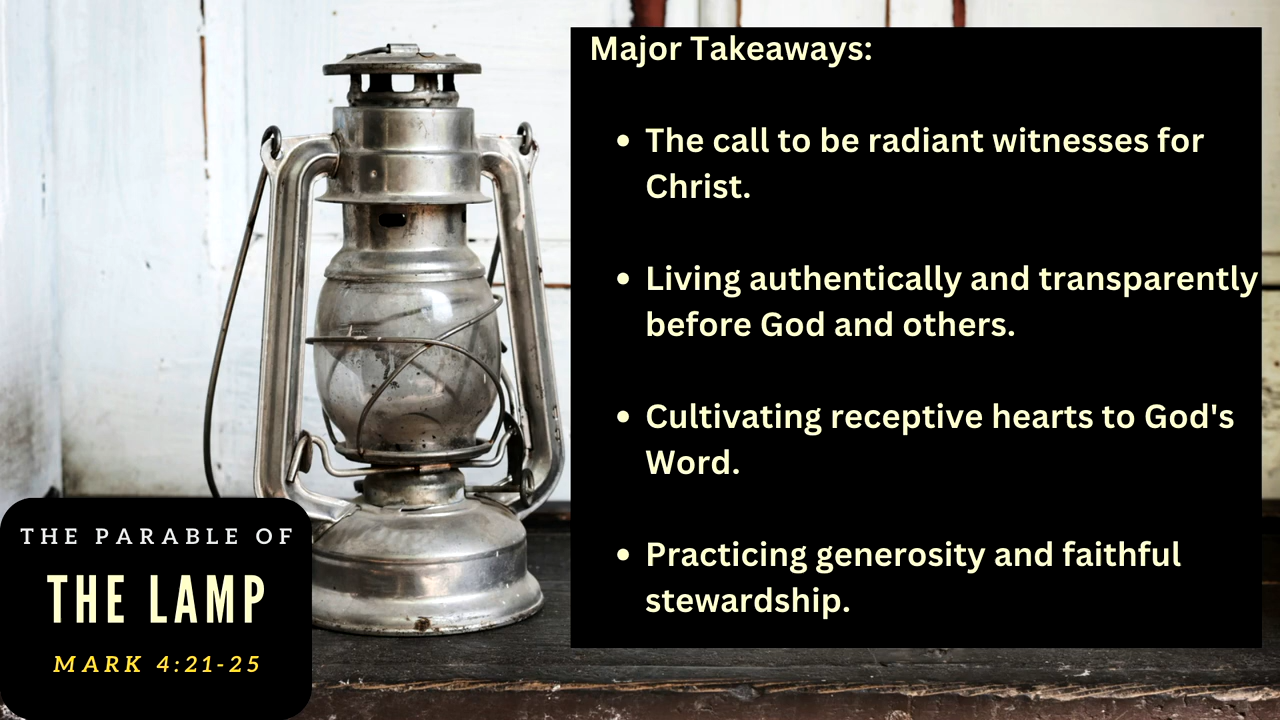 Major Takeaways:
• The call to be radiant witnesses for
Christ.
• Living authentically and transparently
before God and others.
• Cultivating receptive hearts to God's
Word.
• Practicing generosity and faithful
stewardship.
THE PARABLE OF
THE LAMP
MARK 4:21-25